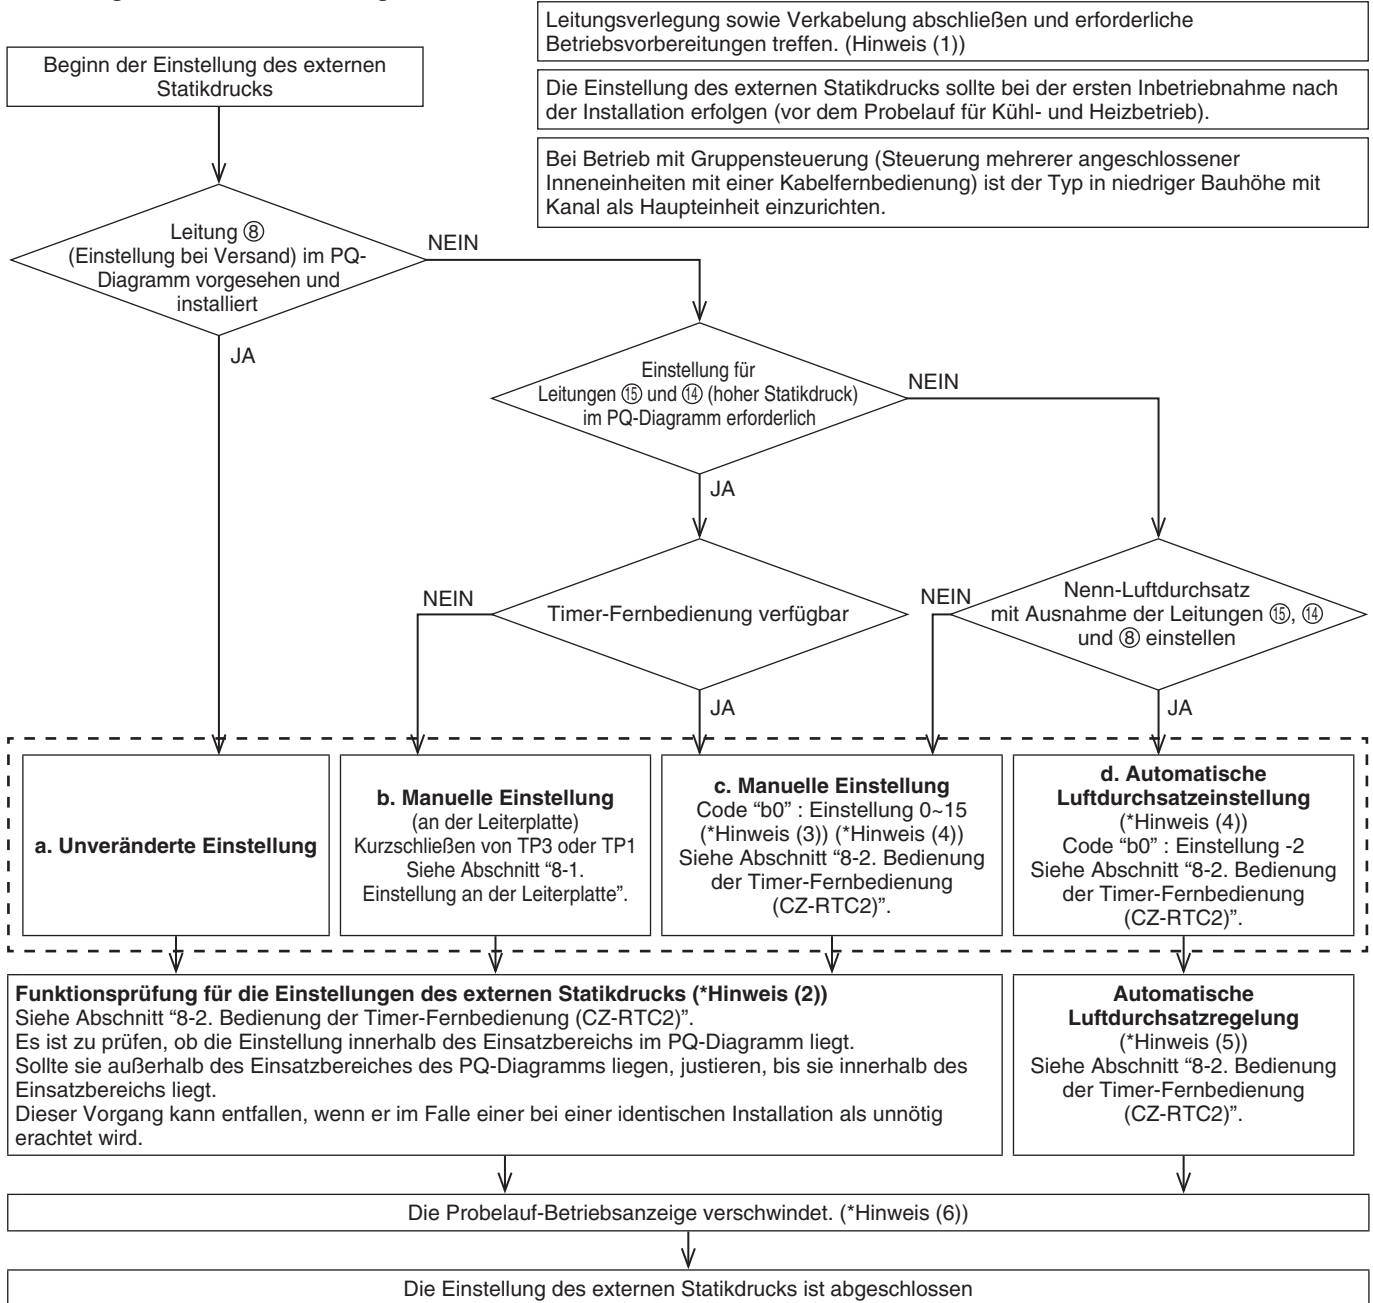 Leitungsverlegung sowie Verkabelung abschließen und erforderliche
Betriebsvorbereitungen treffen. (Hinweis (1))
Beginn der Einstellung des externen
Statikdrucks
Die Einstellung des externen Statikdrucks sollte bei der ersten Inbetriebnahme nach
der Installation erfolgen (vor dem Probelauf für Kühl- und Heizbetrieb).
Bei Betrieb mit Gruppensteuerung (Steuerung mehrerer angeschlossener
Inneneinheiten mit einer Kabelfernbedienung) ist der Typ in niedriger Bauhöhe mit
Kanal als Haupteinheit einzurichten.
Leitung ⑧
(Einstellung bei Versand) im PQ-
Diagramm vorgesehen und
installiert
NEIN
JA
Einstellung für
Leitungen ⑮ und ⑭ (hoher Statikdruck)
im PQ-Diagramm erforderlich
NEIN
JA
Timer-Fernbedienung verfügbar
NEIN
JA
Nenn-Luftdurchsatz
mit Ausnahme der Leitungen ⑮, ⑭
und ⑧ einstellen
NEIN
JA
a. Unveränderte Einstellung
b. Manuelle Einstellung
(an der Leiterplatte)
Kurzschließen von TP3 oder TP1
Siehe Abschnitt “8-1.
Einstellung an der Leiterplatte”.
c. Manuelle Einstellung
Code “b0” : Einstellung 0~15
(*Hinweis (3)) (*Hinweis (4))
Siehe Abschnitt “8-2. Bedienung
der Timer-Fernbedienung
(CZ-RTC2)”.
d. Automatische
Luftdurchsatzeinstellung
(*Hinweis (4))
Code “b0” : Einstellung -2
Siehe Abschnitt “8-2. Bedienung
der Timer-Fernbedienung
(CZ-RTC2)”.
Funktionsprüfung für die Einstellungen des externen Statikdrucks (*Hinweis (2))
Siehe Abschnitt “8-2. Bedienung der Timer-Fernbedienung (CZ-RTC2)”.
Es ist zu prüfen, ob die Einstellung innerhalb des Einsatzbereichs im PQ-Diagramm liegt.
Sollte sie außerhalb des Einsatzbereiches des PQ-Diagramms liegen, justieren, bis sie innerhalb des
Einsatzbereichs liegt.
Dieser Vorgang kann entfallen, wenn er im Falle einer bei einer identischen Installation als unnötig
erachtet wird.
Automatische
Luftdurchsatzregelung
(*Hinweis (5))
Siehe Abschnitt “8-2. Bedienung
der Timer-Fernbedienung
(CZ-RTC2)”.
Die Probelauf-Betriebsanzeige verschwindet. (*Hinweis (6))
Die Einstellung des externen Statikdrucks ist abgeschlossen